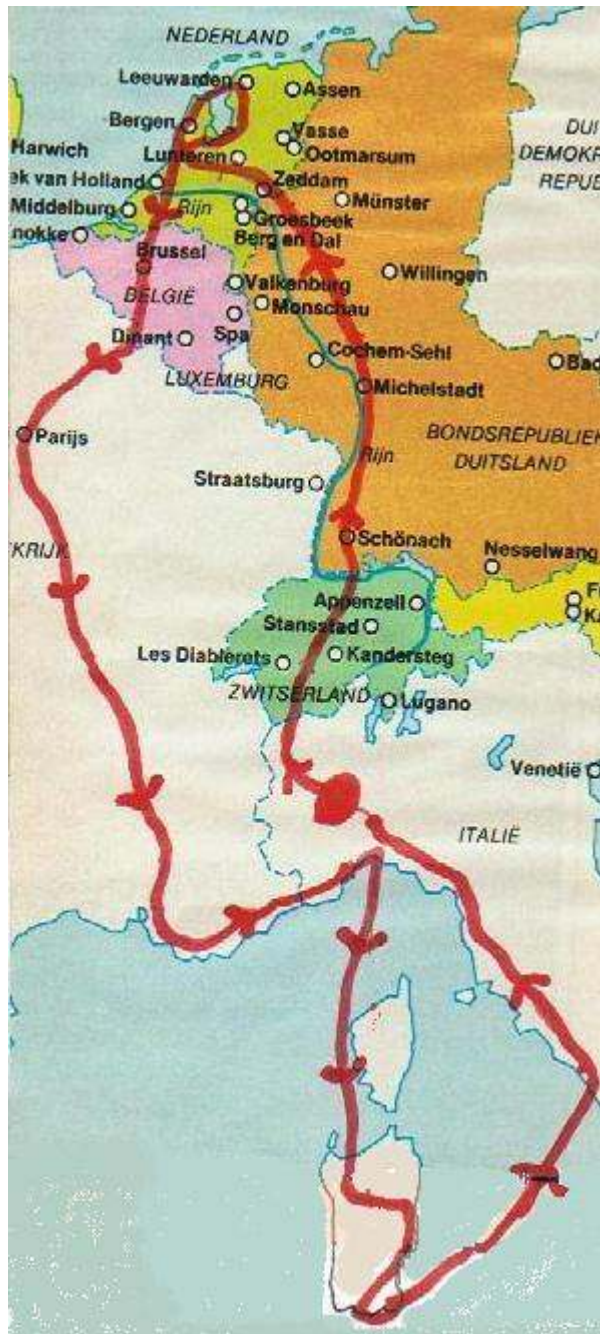 NEDERLAND
Leeuwarden
Assen
Bergen
Vasse
Harwich
Lunteren
Ootmarsum
DUI
DEMOKR
REPUB
ek van Holland
Zeddam
Middelburg
Rijn
Münster
Groesbeek
nokke
Berg en Dal
Brussel
Willingen
BELGIË
Valkenburg
Monschau
Dinant
Spa
Cochem-Sehl
Bad
LUXEMBURG
Michelstadt
Parijs
BONDSREPUBLIEK
DUITSLAND
Rijn
Straatsburg
Schönach
KRIJK
Nesselwang
Appenzell
Stansstad
Les Diablerets
Kandersteg
ZWITSERLAND
Lugano
Venetië
ITALIË